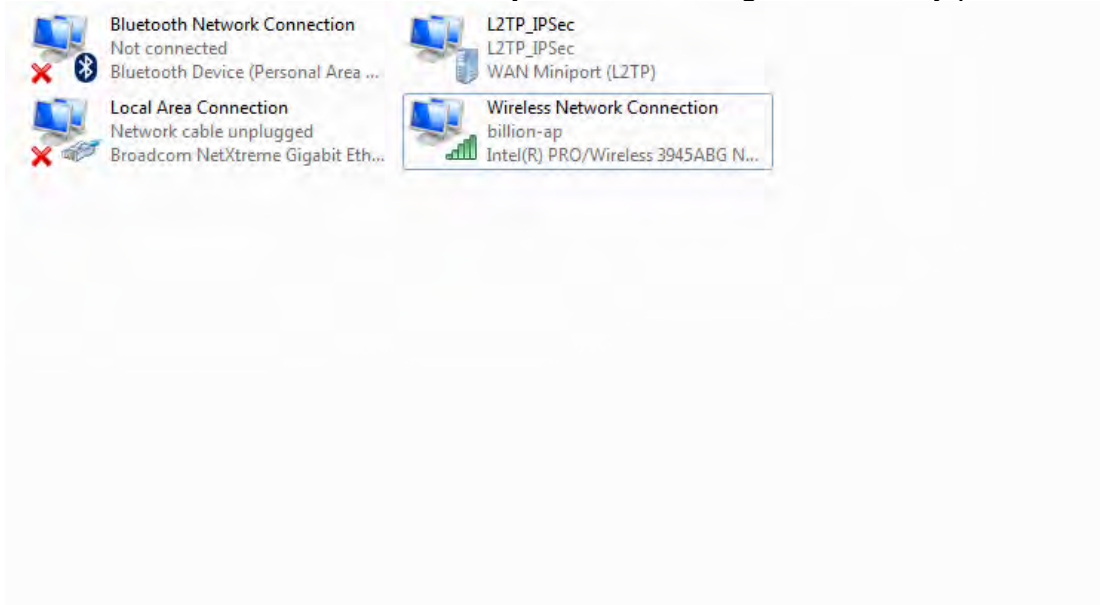 Bluetooth Network Connection
Not connected
Bluetooth Device (Personal Area ...
L2TP_IPSec
L2TP_IPSec
WAN Miniport (L2TP)
Local Area Connection
Network cable unplugged
Broadcom NetXtreme Gigabit Eth...
Wireless Network Connection
billion-ap
Intel(R) PRO/Wireless 3945ABG N...